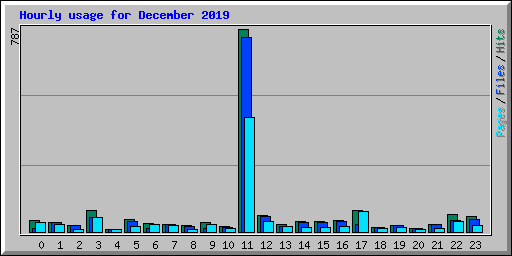 Hourly usage for December 2019
787
Pages/Files/Hits
0 1 2 3 4 5 6 7 8 9 10 11 12 13 14 15 16 17 18 19 20 21 22 23